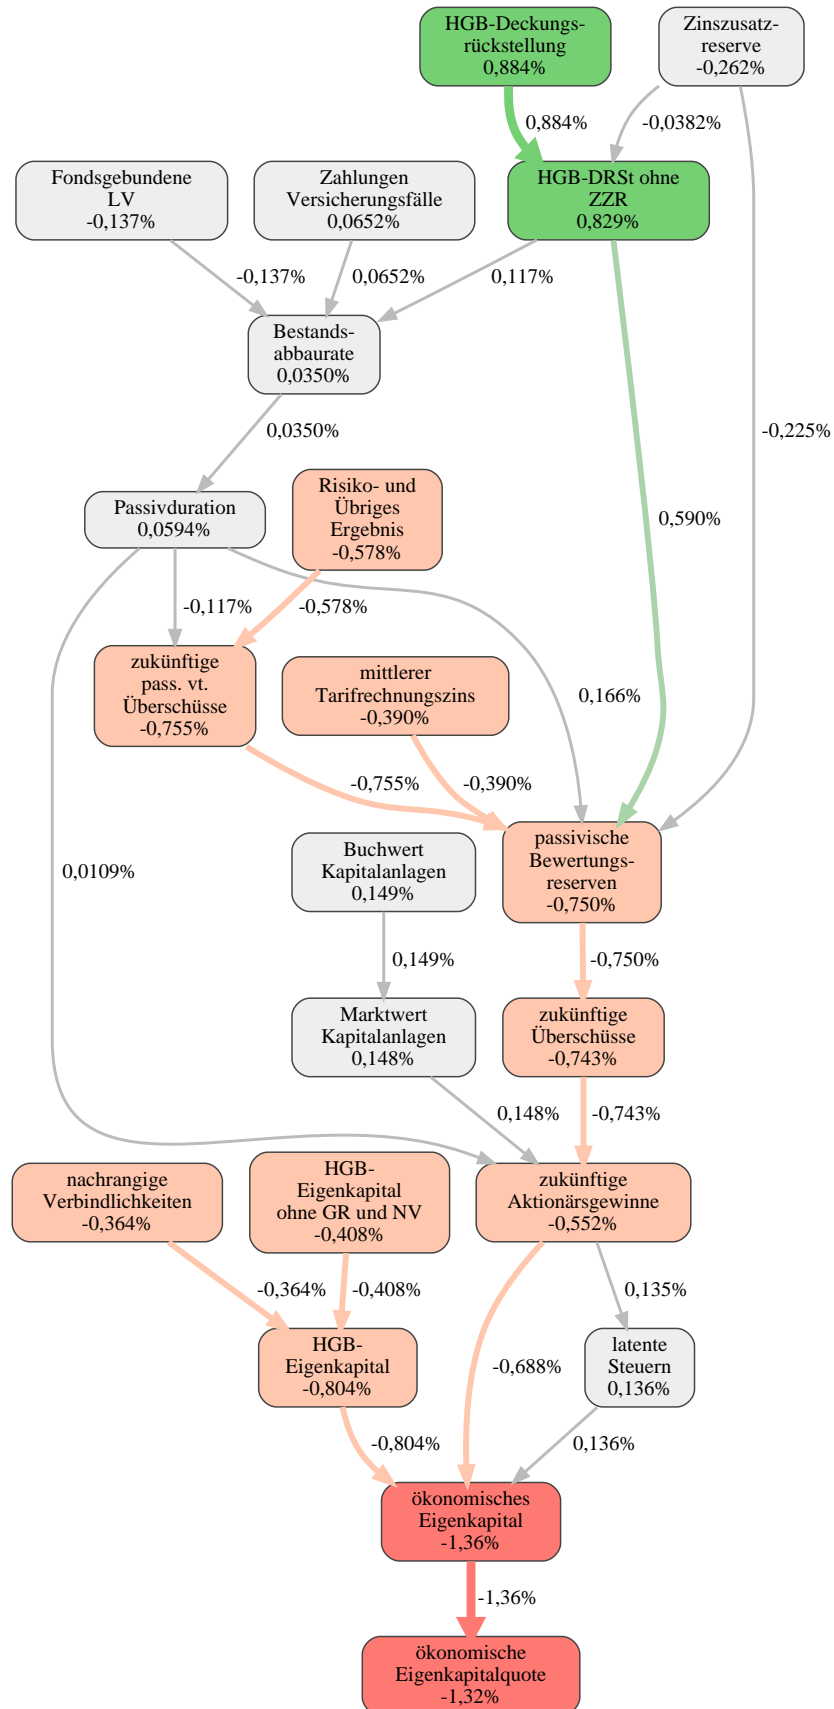 HGB-Deckungs-
rückstellung
0,884%
Zinszusatz-
reserve
-0,262%
0,884%
-0,0382%
Fondsgebundene
LV
-0,137%
Zahlungen
Versicherungsfälle
0,0652%
HGB-DRSt ohne
ZZR
0,829%
-0,137%
0,0652%
0,117%
Bestands-
abbaurate
0,0350%
0,0350%
-0,225%
Passivduration
0,0594%
Risiko- und
Übriges
Ergebnis
-0,578%
0,590%
-0,117%
-0,578%
zukünftige
pass. vt.
Überschüsse
-0,755%
mittlerer
Tarifrechnungszins
-0,390%
0,166%
-0,755%
-0,390%
0,0109%
Buchwert
Kapitalanlagen
0,149%
passivische
Bewertungs-
reserven
-0,750%
0,149%
-0,750%
Marktwert
Kapitalanlagen
0,148%
zukünftige
Überschüsse
-0,743%
0,148%
-0,743%
nachrangige
Verbindlichkeiten
-0,364%
HGB-
Eigenkapital
ohne GR und NV
-0,408%
zukünftige
Aktionärsgewinne
-0,552%
-0,364%
-0,408%
0,135%
HGB-
Eigenkapital
-0,804%
-0,688%
latente
Steuern
0,136%
-0,804%
0,136%
ökonomisches
Eigenkapital
-1,36%
-1,36%
ökonomische
Eigenkapitalquote
-1,32%